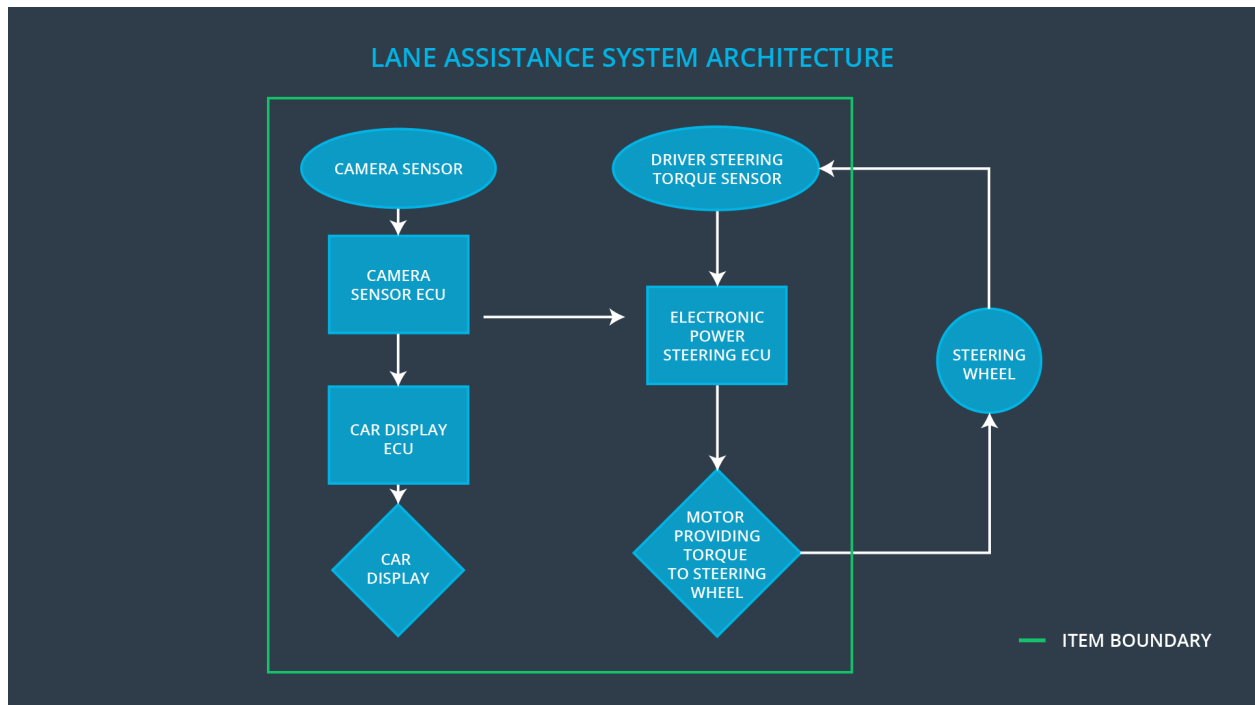 LANE ASSISTANCE SYSTEM ARCHITECTURE
CAMERA SENSOR
CAMERA
SENSOR ECU
CAR DISPLAY
ECU
CAR
DISPLAY
DRIVER STEERING
TORQUE SENSOR
ELECTRONIC
POWER
STEERING ECU
MOTOR
PROVIDING
TORQUE
TO STEERING
WHEEL
STEERING
WHEEL
ITEM BOUNDARY